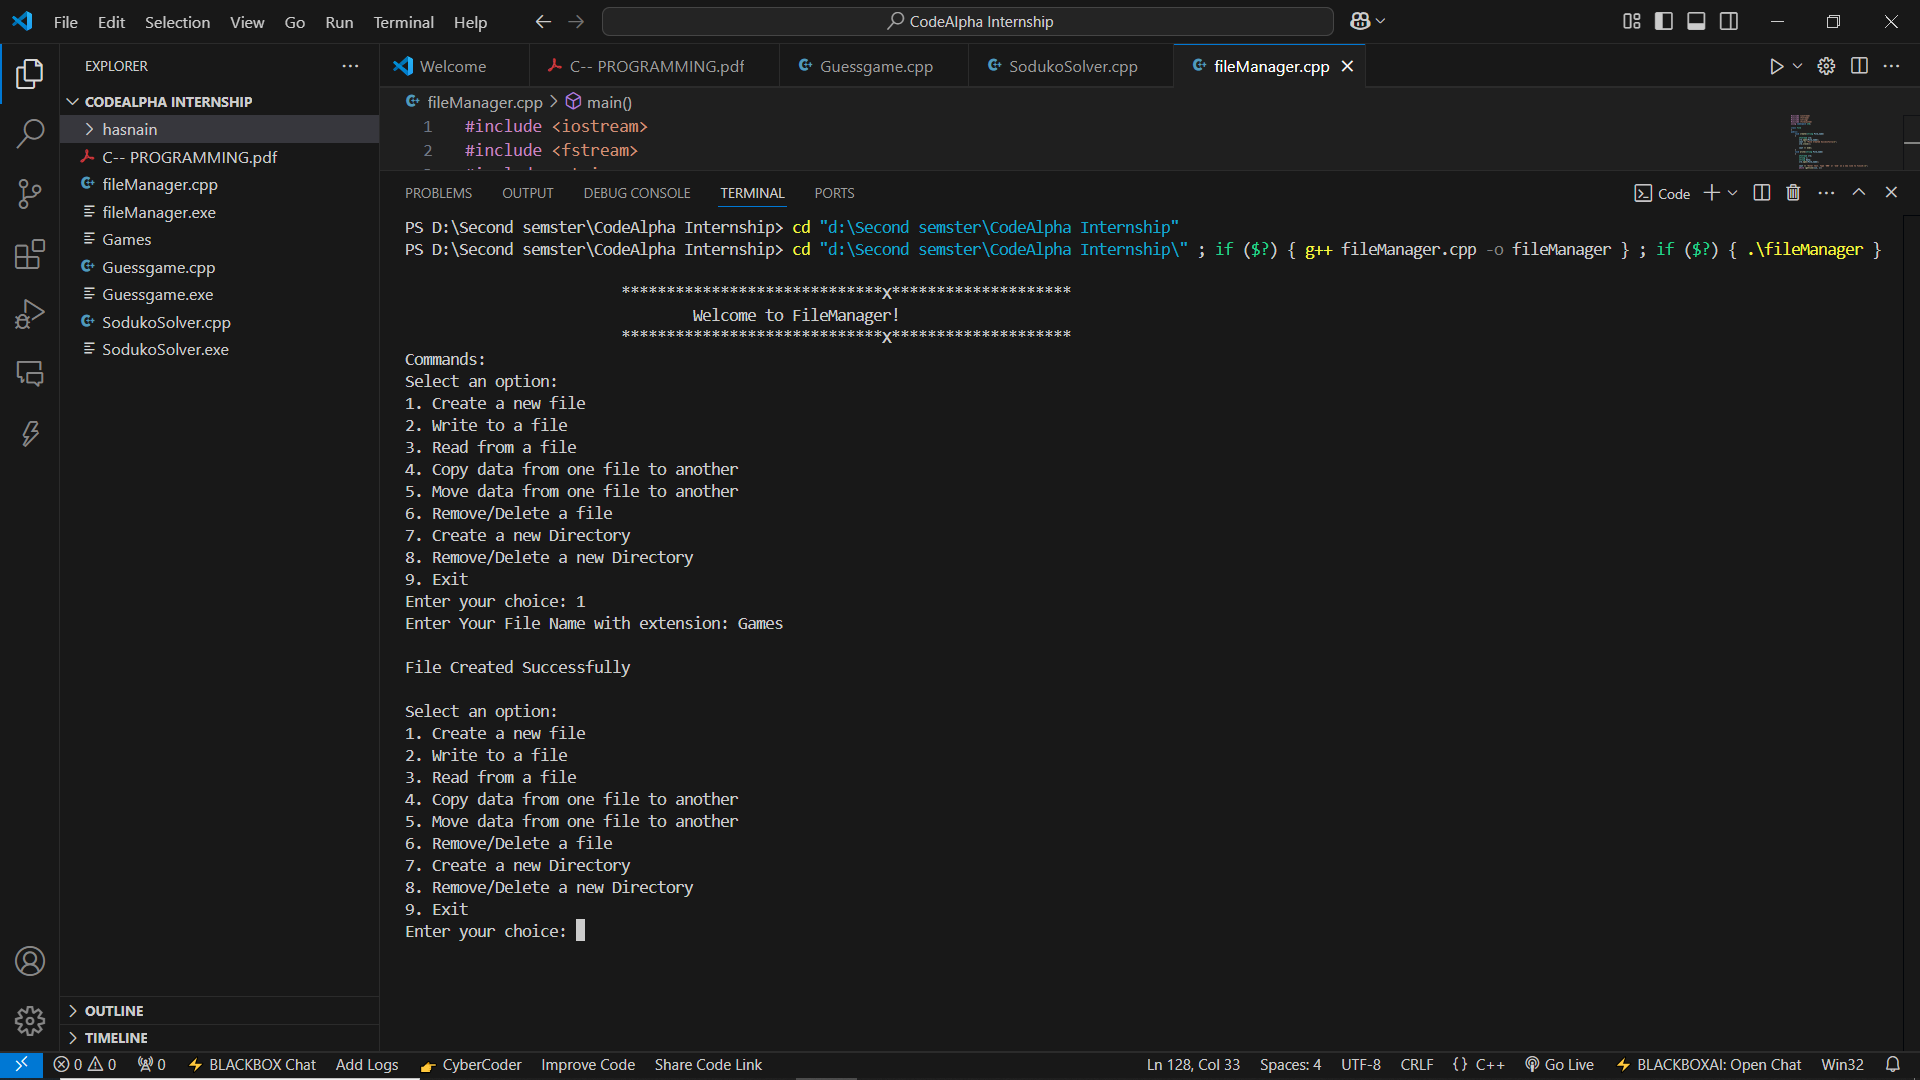 File Edit Selection View Go Run Terminal Help
CodeAlpha Internship
EXPLORER
CODEALPHA INTERNSHIP
hasnain
C-- PROGRAMMING.pdf
fileManager.cpp
fileManager.exe
Games
Guessgame.cpp
Guessgame.exe
SodukoSolver.cpp
SodukoSolver.exe
OUTLINE
TIMELINE
Welcome C-- PROGRAMMING.pdf Guessgame.cpp SodukoSolver.cpp fileManager.cpp
fileManager.cpp > main()
1 #include <iostream>
2 #include <fstream>
PROBLEMS OUTPUT DEBUG CONSOLE TERMINAL PORTS
Code
PS D:\Second semster\CodeAlpha Internship> cd "d:\Second semster\CodeAlpha Internship"
PS D:\Second semster\CodeAlpha Internship> cd "d:\Second semster\CodeAlpha Internship\" ; if ($?) { g++ fileManager.cpp -o fileManager } ; if ($?) { .\fileManager }
*****************************x********************
Welcome to FileManager!
*****************************x********************
Commands:
Select an option:
1. Create a new file
2. Write to a file
3. Read from a file
4. Copy data from one file to another
5. Move data from one file to another
6. Remove/Delete a file
7. Create a new Directory
8. Remove/Delete a new Directory
9. Exit
Enter your choice: 1
Enter Your File Name with extension: Games
File Created Successfully
Select an option:
1. Create a new file
2. Write to a file
3. Read from a file
4. Copy data from one file to another
5. Move data from one file to another
6. Remove/Delete a file
7. Create a new Directory
8. Remove/Delete a new Directory
9. Exit
Enter your choice:
0 0 0 BLACKBOX Chat Add Logs CyberCoder Improve Code Share Code Link Ln 128, Col 33 Spaces: 4 UTF-8 CRLF {} C++ Go Live BLACKBOXAI: Open Chat Win32